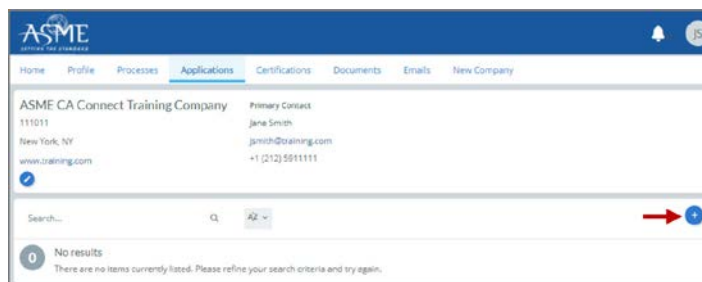 ASME
SETTING THE STANDARD
JS
Home Profile Processes Applications Certifications Documents Emails New Company
ASME CA Connect Training Company
111011
New York, NY
www.training.com
Primary Contact
Jane Smith
jsmith@training.com
+1 (212) 5911111
Search...
AZ
0 No results
There are no items currently listed. Please refine your search criteria and try again.